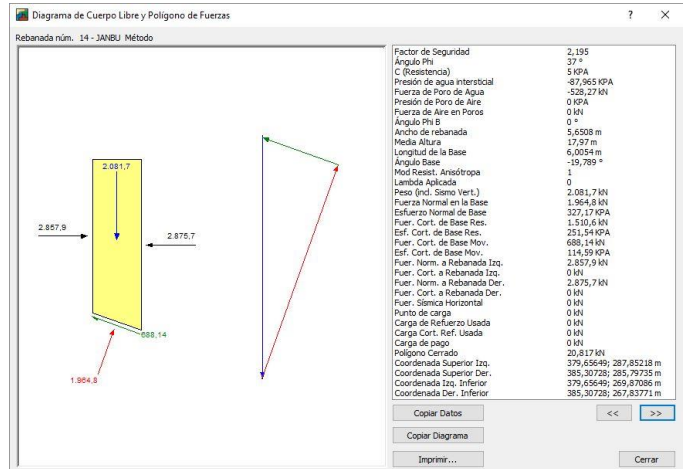 Diagrama de Cuerpo Libre y Polígono de Fuerzas
Rebanada núm. 14 - JANBU Método
2.081,7
2.857,9
2.875,7
688,14
1.964,8
Factor de Seguridad 2,195
Ángulo Phi 37 °
C (Resistencia) 5 KPA
Presión de agua intersticial -87,965 KPA
Fuerza de Poro de Agua -528,27 kN
Presión de Poro de Aire 0 KPA
Fuerza de Aire en Poros 0 kN
Ángulo Phi B 0 °
Ancho de rebanada 5,6508 m
Media Altura 17,97 m
Longitud de la Base 6,0054 m
Ángulo Base -19,789 °
Mod Resist. Anisótropa 1
Lambda Aplicada 0
Peso (ind. Sismo Vert.) 2.081,7 kN
Fuerza Normal en la Base 1.964,8 kN
Esfuerzo Normal de Base 327,17 KPA
Fuer. Cort. de Base Res. 1.510,6 kN
Esf. Cort. de Base Res. 251,54 KPA
Fuer. Cort. de Base Mov. 688,14 kN
Esf. Cort. de Base Mov. 114,59 KPA
Fuer. Norm. a Rebanada Izq. 2.857,9 kN
Fuer. Cort. a Rebanada Izq. 0 kN
Fuer. Norm. a Rebanada Der. 2.875,7 kN
Fuer. Cort. a Rebanada Der. 0 kN
Fuer. Sísmica Horizontal 0 kN
Punto de carga 0 kN
Carga de Refuerzo Usada 0 kN
Carga Cort. Ref. Usada 0 kN
Carga de pago 0 kN
Polígono Cerrado 20,817 kN
Coordenada Superior Izq. 379,65649; 287,85218 m
Coordenada Superior Der. 385,30728; 285,79735 m
Coordenada Izq. Inferior 379,65649; 269,87086 m
Coordenada Der. Inferior 385,30728; 267,83771 m
Copiar Datos
<< >>
Copiar Diagrama
Imprimir...
Cerrar